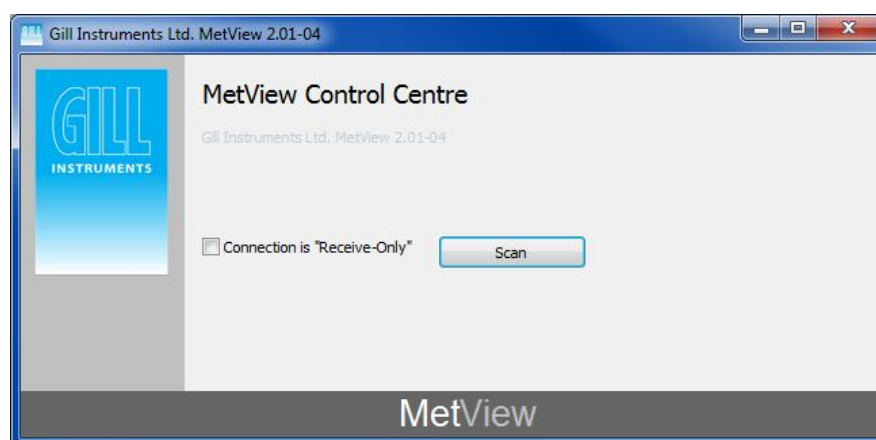 Gill Instruments Ltd. MetView 2.01-04
GILL
INSTRUMENTS
MetView Control Centre
Gill Instruments Ltd. MetView 2.01-04
Connection is "Receive-Only"
Scan
MetView